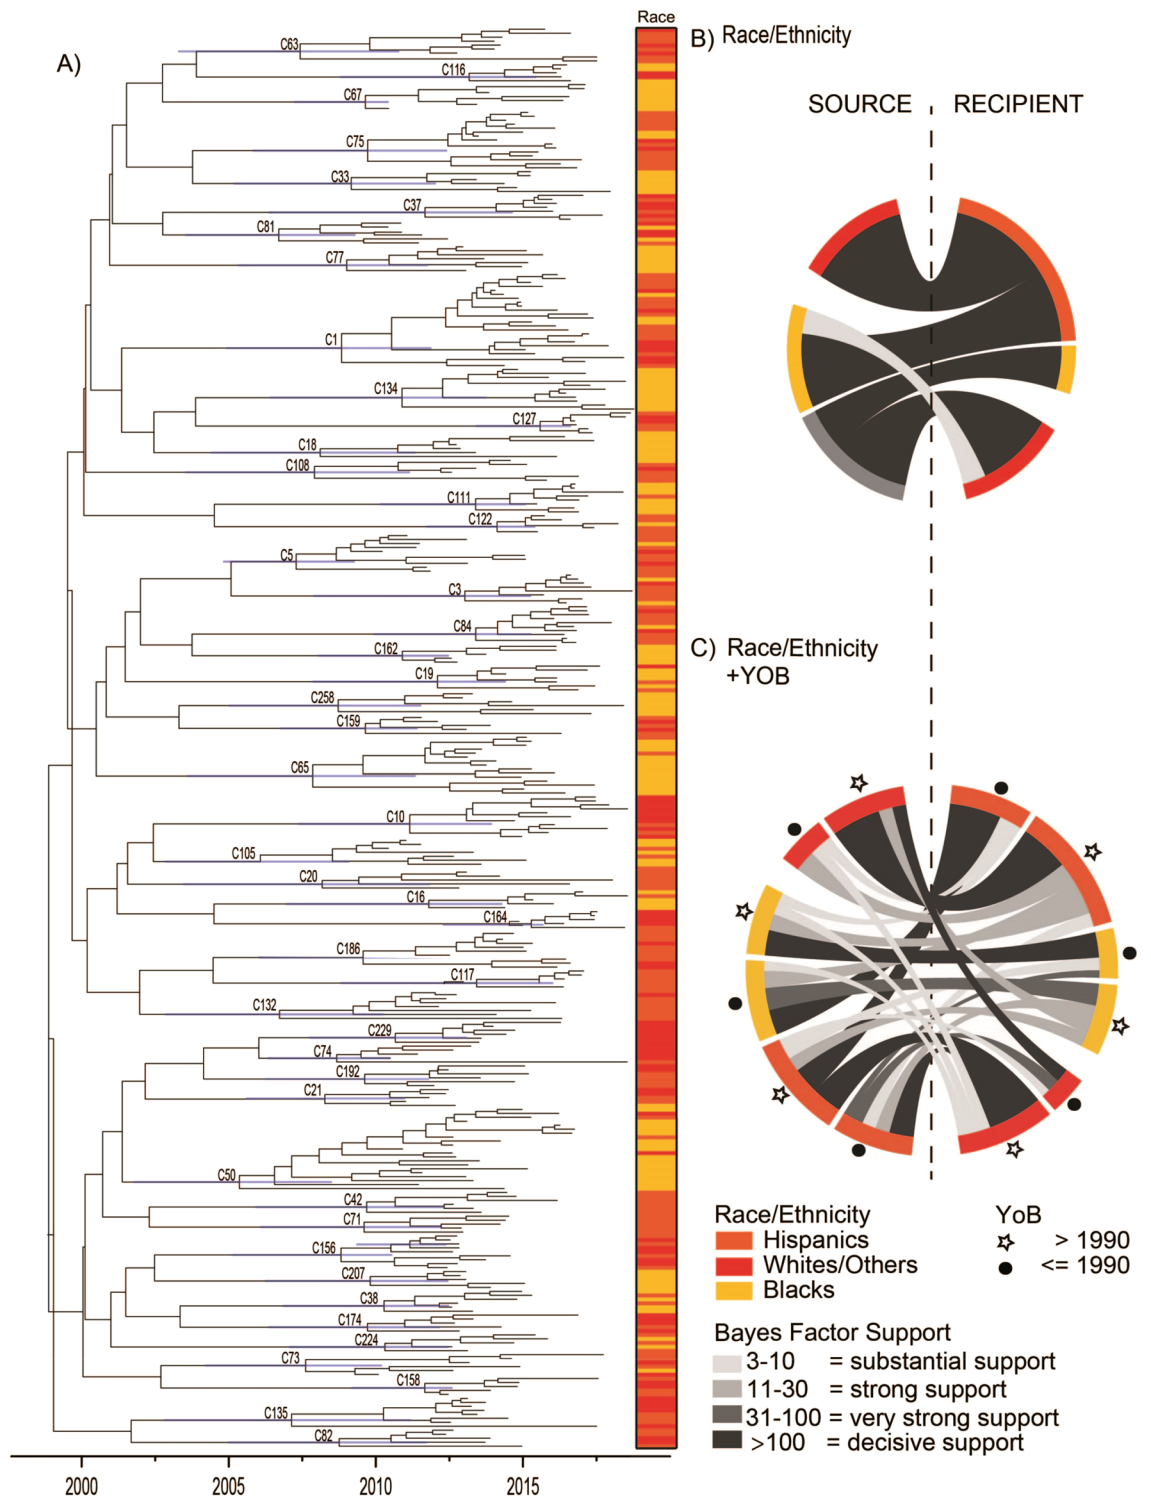 Race
A)
C63
C116
C67
C75
C33
C37
C81
C77
C1
C134
C127
C18
C108
C111
C122
C5
C3
C84
C162
C19
C258
C159
C65
C10
C105
C20
C16
C164
C186
C117
C132
C229
C74
C192
C21
C50
C42
C71
C156
C207
C38
C174
C224
C73
C158
C135
C82
2000 2005 2010 2015
B) Race/Ethnicity
SOURCE RECIPIENT
C) Race/Ethnicity
+YOB
Race/Ethnicity
Hispanics
Whites/Others
Blacks
YoB
> 1990
<= 1990
Bayes Factor Support
3-10 = substantial support
11-30 = strong support
31-100 = very strong support
>100 = decisive support